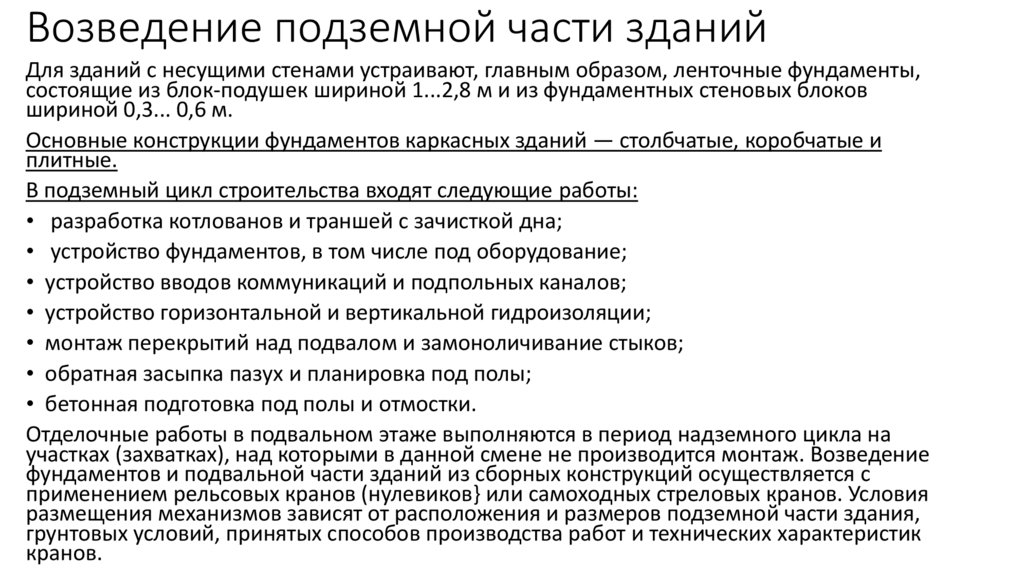 Возведение подземной части зданий
Для зданий с несущими стенами устраивают, главным образом, ленточные фундаменты,
состоящие из блок-подушек шириной 1...2,8 м и из фундаментных стеновых блоков
шириной 0,3... 0,6 м.
Основные конструкции фундаментов каркасных зданий — столбчатые, коробчатые и
плитные.
В подземный цикл строительства входят следующие работы:
• разработка котлованов и траншей с зачисткой дна;
• устройство фундаментов, в том числе под оборудование;
• устройство вводов коммуникаций и подпольных каналов;
• устройство горизонтальной и вертикальной гидроизоляции;
• монтаж перекрытий над подвалом и замоноличивание стыков;
• обратная засыпка пазух и планировка под полы;
• бетонная подготовка под полы и отмостки.
Отделочные работы в подвальном этаже выполняются в период надземного цикла на
участках (захватках), над которыми в данной смене не производится монтаж. Возведение
фундаментов и подвальной части зданий из сборных конструкций осуществляется с
применением рельсовых кранов (нулевиков} или самоходных стреловых кранов. Условия
размещения механизмов зависят от расположения и размеров подземной части здания,
грунтовых условий, принятых способов производства работ и технических характеристик
кранов.